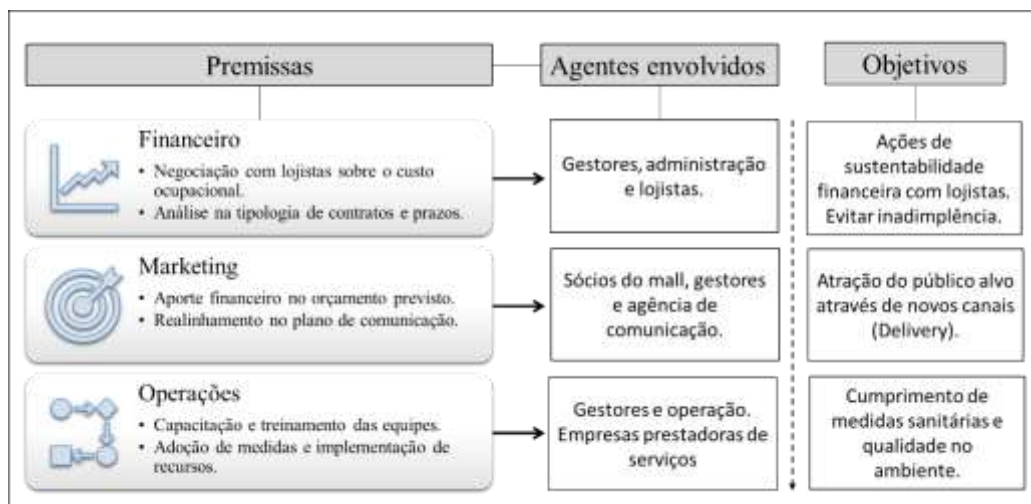 Premissas
Agentes envolvidos
Objetivos
Financeiro
• Negociação com lojistas sobre o custo
ocupacional.
• Análise na tipologia de contratos e prazos.
Gestores, administração
e lojistas.
Ações de
sustentabilidade
financeira com lojistas.
Evitar inadimplência.
Marketing
• Aporte financeiro no orçamento previsto.
• Realinhamento no plano de comunicação.
Sócios do mall, gestores
e agência de
comunicação.
Atração do público alvo
através de novos canais
(Delivery).
Operações
• Capacitação e treinamento das equipes.
• Adoção de medidas e implementação de
recursos.
Gestores e operação.
Empresas prestadoras de
serviços
Cumprimento de
medidas sanitárias e
qualidade no
ambiente.